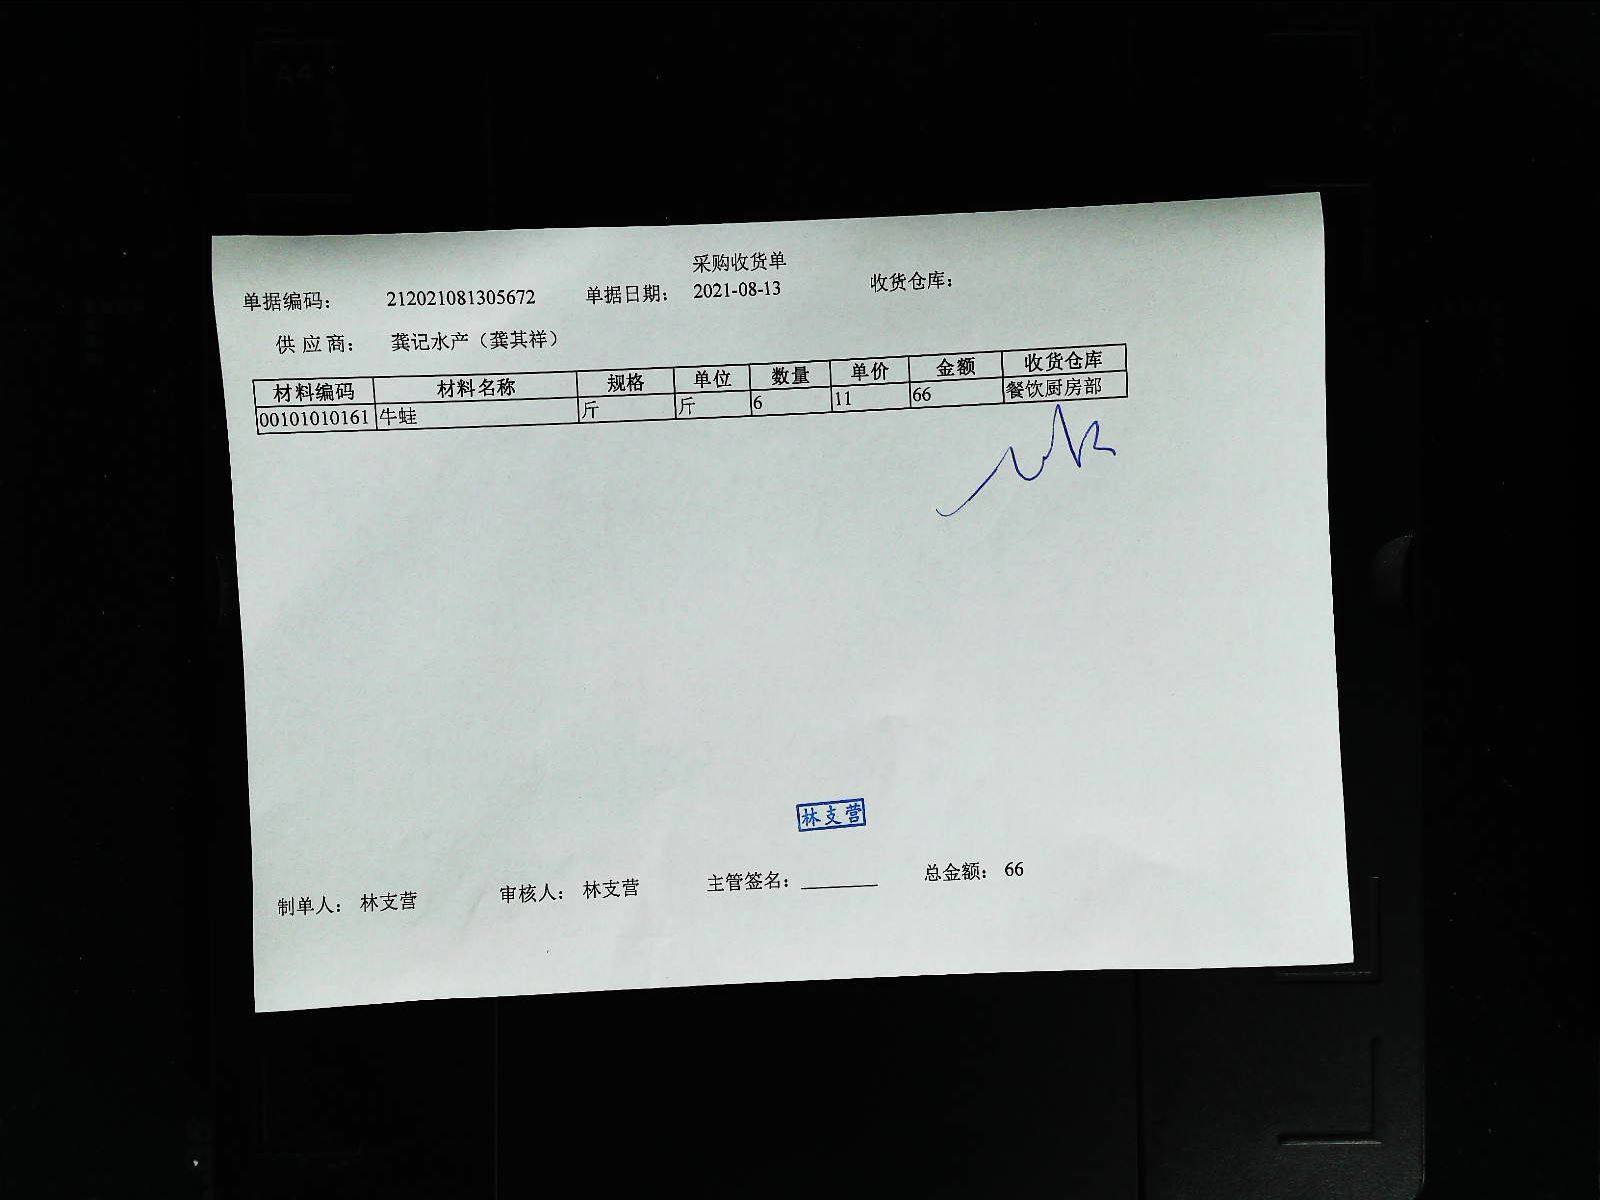 采购收货单
单据编码: 212021081305672 单据日期: 2021-08-13 收货仓库:
供应商: 龚记水产（龚其祥）
材料编码 材料名称 规格 单位 数量 单价 金额 收货仓库
00101010161 牛蛙 斤 斤 6 11 66 餐饮厨房部
林支营
制单人: 林支营 审核人: 林支营 主管签名:________ 总金额: 66